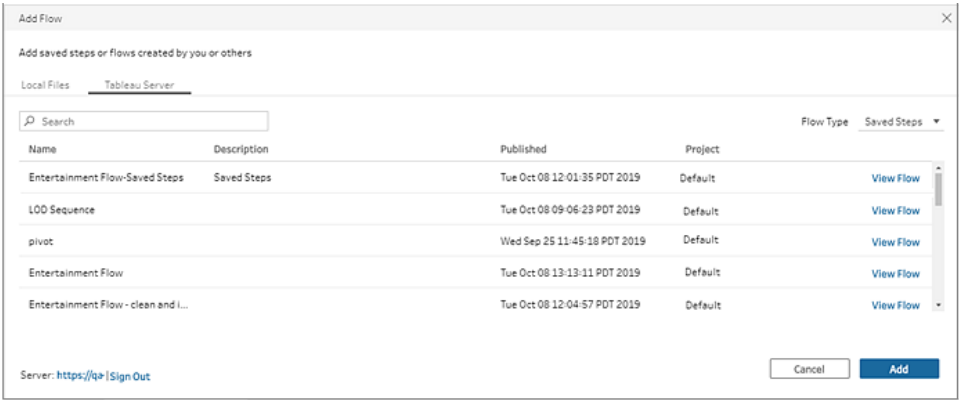 Add Flow
Add saved steps or flows created by you or others
Local Files Tableau Server
Search Flow Type Saved Steps
Name Description Published Project
Entertainment Flow-Saved Steps Saved Steps Tue Oct 08 12:01:35 PDT 2019 Default View Flow
LOD Sequence Tue Oct 08 09:06:23 PDT 2019 Default View Flow
pivot Wed Sep 25 11:45:18 PDT 2019 Default View Flow
Entertainment Flow Tue Oct 08 13:13:11 PDT 2019 Default View Flow
Entertainment Flow - clean and i... Tue Oct 08 12:04:57 PDT 2019 Default View Flow
Server: https://qa- | Sign Out Cancel Add